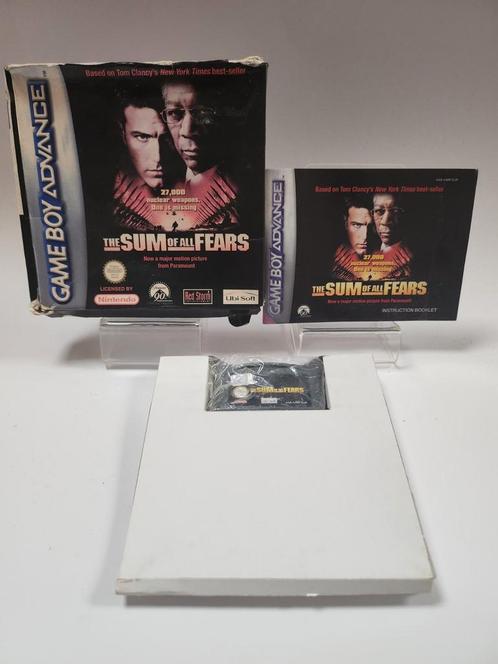 GAME BOY ADVANCE
Based on Tom Clancy's New York Times best-seller
27,000
nuclear weapons.
One is missing
THE SUM OF ALL FEARS
Now a major motion picture
from Paramount
LICENSED BY
Nintendo
90
Red Storm
Ubi Soft
GAME BOY ADVANCE
Based on Tom Clancy's New York Times best-seller
27,000
nuclear weapons.
One is missing
THE SUM OF ALL FEARS
Now a major motion picture from Paramount
INSTRUCTION BOOKLET
THE SUM OF ALL FEARS